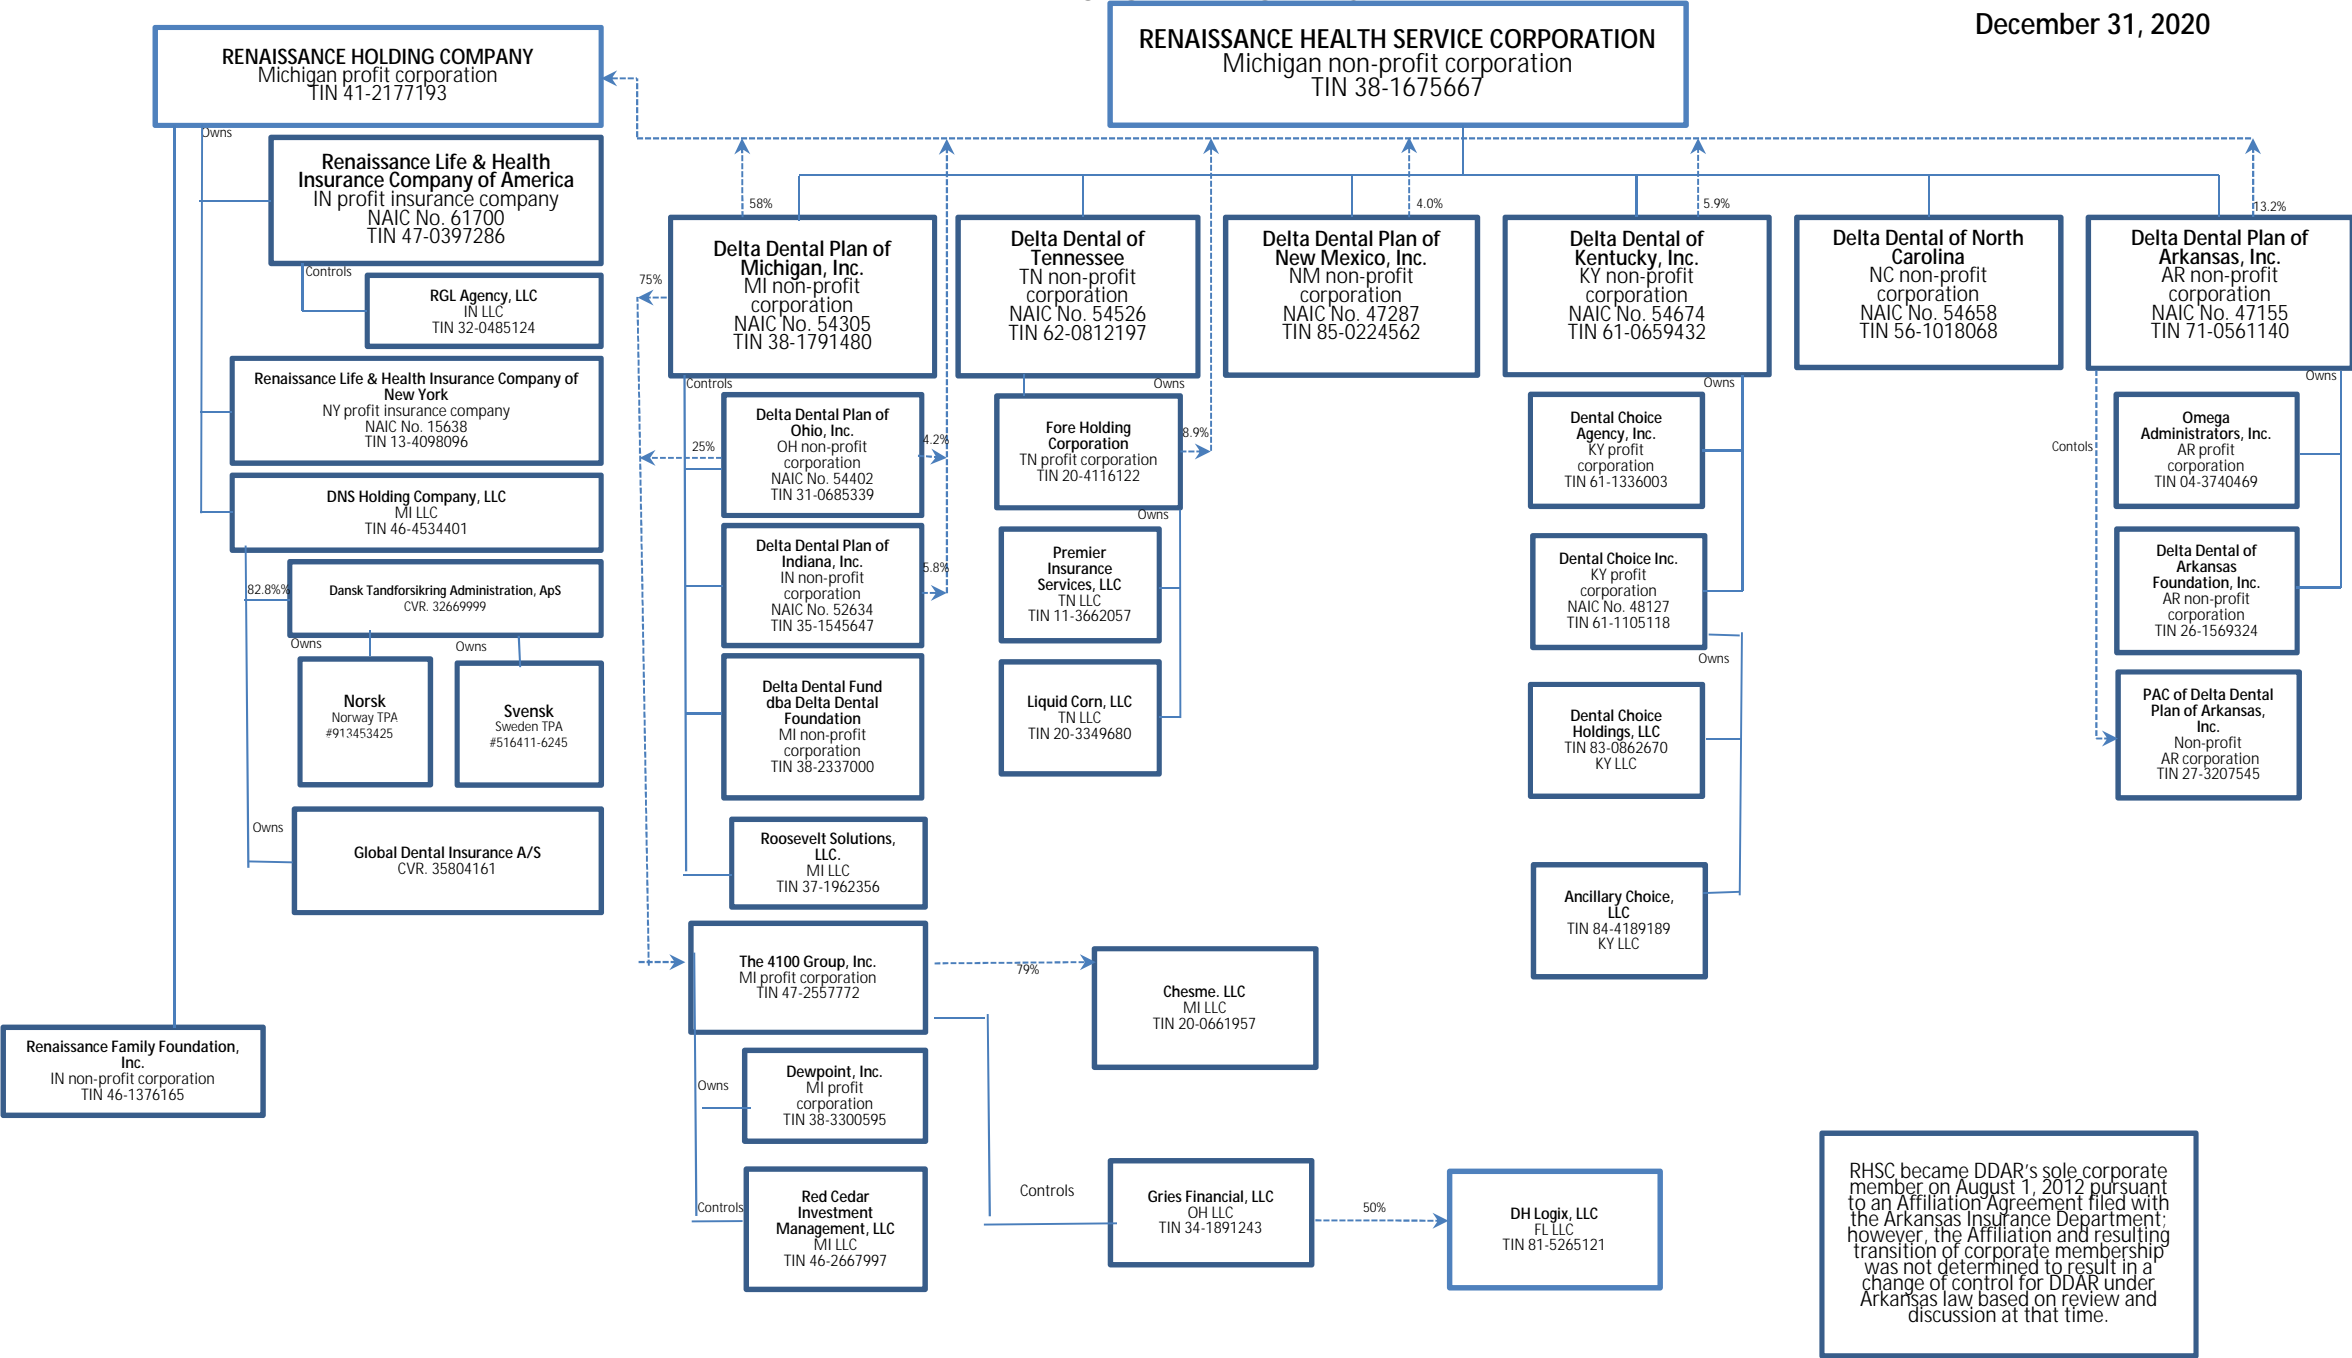 December 31, 2020
RENAISSANCE HOLDING COMPANY
Michigan profit corporation
TIN 41-2177193
RENAISSANCE HEALTH SERVICE CORPORATION
Michigan non-profit corporation
TIN 38-1675667
Owns
Renaissance Life & Health
Insurance Company of America
IN profit insurance company
NAIC No. 61700
TIN 47-0397286
Controls
RGL Agency, LLC
IN LLC
TIN 32-0485124
Renaissance Life & Health Insurance Company of
New York
NY profit insurance company
NAIC No. 15638
TIN 13-4098096
DNS Holding Company, LLC
MI LLC
TIN 46-4534401
82.8%%
Dansk Tandforsikring Administration, ApS
CVR. 32669999
Owns
Owns
Norsk
Norway TPA
#913453425
Svensk
Sweden TPA
#516411-6245
Owns
Global Dental Insurance A/S
CVR. 35804161
Renaissance Family Foundation,
Inc.
IN non-profit corporation
TIN 46-1376165
58%
75%
Delta Dental Plan of
Michigan, Inc.
MI non-profit
corporation
NAIC No. 54305
TIN 38-1791480
Controls
Delta Dental Plan of
Ohio, Inc.
OH non-profit
corporation
NAIC No. 54402
TIN 31-0685339
25%
4.2%
Delta Dental Plan of
Indiana, Inc.
IN non-profit
corporation
NAIC No. 52634
TIN 35-1545647
5.8%
Delta Dental Fund
dba Delta Dental
Foundation
MI non-profit
corporation
TIN 38-2337000
Roosevelt Solutions,
LLC.
MI LLC
TIN 37-1962356
The 4100 Group, Inc.
MI profit corporation
TIN 47-2557772
79%
Chesme. LLC
MI LLC
TIN 20-0661957
Owns
Dewpoint, Inc.
MI profit
corporation
TIN 38-3300595
Controls
Red Cedar
Investment
Management, LLC
MI LLC
TIN 46-2667997
Controls
Gries Financial, LLC
OH LLC
TIN 34-1891243
50%
DH Logix, LLC
FL LLC
TIN 81-5265121
Delta Dental of
Tennessee
TN non-profit
corporation
NAIC No. 54526
TIN 62-0812197
Owns
Fore Holding
Corporation
TN profit corporation
TIN 20-4116122
8.9%
Owns
Premier
Insurance
Services, LLC
TN LLC
TIN 11-3662057
Liquid Corn, LLC
TN LLC
TIN 20-3349680
4.0%
Delta Dental Plan of
New Mexico, Inc.
NM non-profit
corporation
NAIC No. 47287
TIN 85-0224562
5.9%
Delta Dental of
Kentucky, Inc.
KY non-profit
corporation
NAIC No. 54674
TIN 61-0659432
Owns
Dental Choice
Agency, Inc.
KY profit
corporation
TIN 61-1336003
Dental Choice Inc.
KY profit
corporation
NAIC No. 48127
TIN 61-1105118
Owns
Dental Choice
Holdings, LLC
TIN 83-0862670
KY LLC
Ancillary Choice,
LLC
TIN 84-4189189
KY LLC
Delta Dental of North
Carolina
NC non-profit
corporation
NAIC No. 54658
TIN 56-1018068
13.2%
Delta Dental Plan of
Arkansas, Inc.
AR non-profit
corporation
NAIC No. 47155
TIN 71-0561140
Owns
Contols
Omega
Administrators, Inc.
AR profit
corporation
TIN 04-3740469
Delta Dental of
Arkansas
Foundation, Inc.
AR non-profit
corporation
TIN 26-1569324
PAC of Delta Dental
Plan of Arkansas,
Inc.
Non-profit
AR corporation
TIN 27-3207545
RHSC became DDAR's sole corporate
member on August 1, 2012 pursuant
to an Affiliation Agreement filed with
the Arkansas Insurance Department;
however, the Affiliation and resulting
transition of corporate membership
was not determined to result in a
change of control for DDAR under
Arkansas law based on review and
discussion at that time.